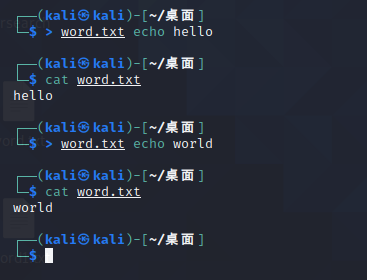 ┌──(kali㉿kali)-[~/桌面]
└─$ > word.txt echo hello
┌──(kali㉿kali)-[~/桌面]
└─$ cat word.txt
hello
┌──(kali㉿kali)-[~/桌面]
└─$ > word.txt echo world
┌──(kali㉿kali)-[~/桌面]
└─$ cat word.txt
world
┌──(kali㉿kali)-[~/桌面]
└─$